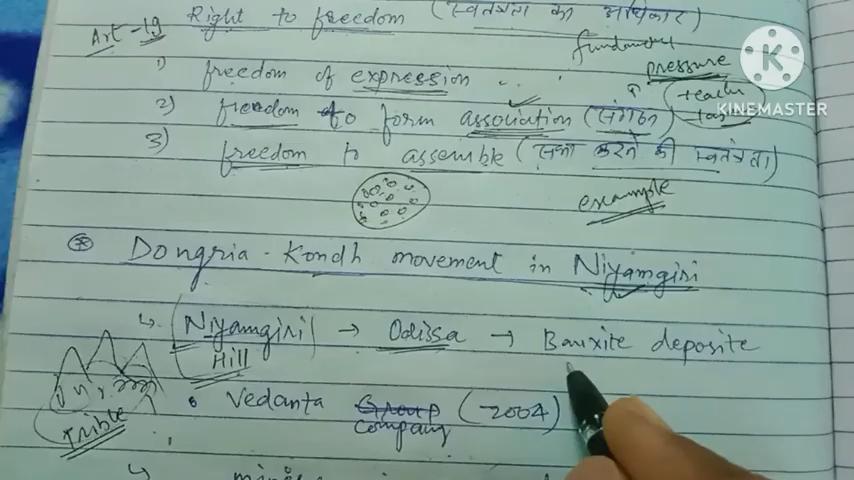 Right to freedom (स्वतंत्रता का अधिकार)
Art-19
fundamental
1) freedom of expression
pressure
2) freedom to form association (संगठन)
(teacher
3) freedom to assemble (सभा करने की स्वतंत्रता)
example
Dongria-Kondh movement in Niyamgiri
(Niyamgiri) → Odissa → Bauxite deposite
Hill
Vedanta Group (-2004)
company
Trible
KINEMASTER